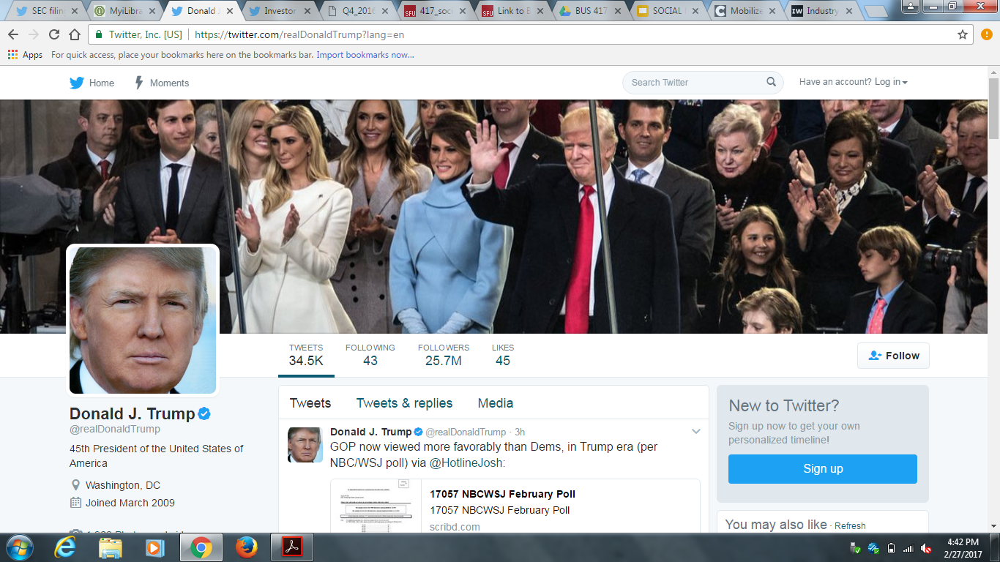 SEC filing
MyiLibra
Donald J.
Investor
Q4_2016
417_soci
Link to E
BUS 417
SOCIAL
Mobilize
Industry
Twitter, Inc. [US]
https://twitter.com/realDonaldTrump?lang=en
Apps
For quick access, place your bookmarks here on the bookmarks bar. Import bookmarks now...
Home
Moments
Search Twitter
Have an account? Log in
TWEETS
34.5K
FOLLOWING
43
FOLLOWERS
25.7M
LIKES
45
Follow
Donald J. Trump
@realDonaldTrump
45th President of the United States of
America
Washington, DC
Joined March 2009
Tweets
Tweets & replies
Media
Donald J. Trump @realDonaldTrump · 3h
GOP now viewed more favorably than Dems, in Trump era (per
NBC/WSJ poll) via @HotlineJosh:
17057 NBCWSJ February Poll
17057 NBCWSJ February Poll
scribd.com
New to Twitter?
Sign up now to get your own
personalized timeline!
Sign up
You may also like · Refresh
4:42 PM
2/27/2017